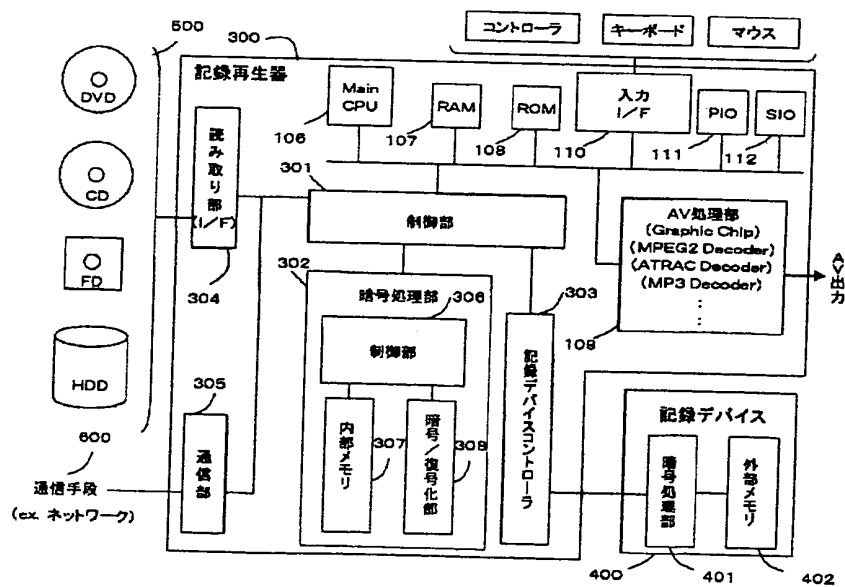 コントローラ
キーボード
マウス
500
300
記録再生器
DVD
CD
FD
HDD
600
通信手段
(ex. ネットワーク)
Main
CPU
106
RAM
107
ROM
108
入力
I/F
110
PIO
111
SIO
112
読み取り部
(I/F)
304
301
制御部
302
暗号処理部
306
制御部
303
記録デバイスコントローラ
305
通信部
内部メモリ
307
暗号/復号化部
308
AV処理部
(Graphic Chip)
(MPEG2 Decoder)
(ATRAC Decoder)
(MP3 Decoder)
109
AV出力
記録デバイス
暗号処理部
外部メモリ
400
401
402